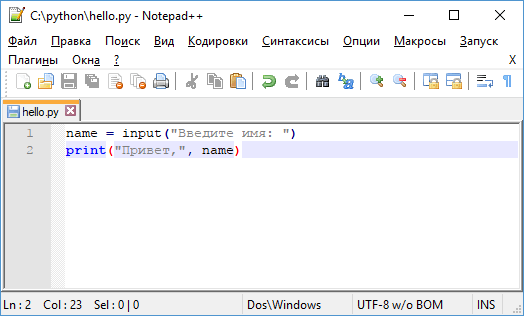 C:\python\hello.py - Notepad++
Файл Правка Поиск Вид Кодировки Синтаксисы Опции Макросы Запуск
Плагины Окна ? X
hello.py
1 name = input("Введите имя: ")
2 print("Привет,", name)
Ln : 2 Col : 23 Sel : 0 | 0 Dos\Windows UTF-8 w/o BOM INS